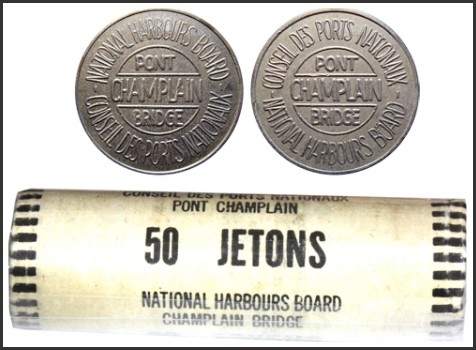 NATIONAL HARBOURS BOARD
PONT
CHAMPLAIN
BRIDGE
CONSEIL DES PORTS NATIONAUX
CONSEIL DES PORTS NATIONAUX
PONT
CHAMPLAIN
BRIDGE
NATIONAL HARBOURS BOARD
CONSEIL DES PORTS NATIONAUX
PONT CHAMPLAIN
50 JETONS
NATIONAL HARBOURS BOARD
CHAMPLAIN BRIDGE